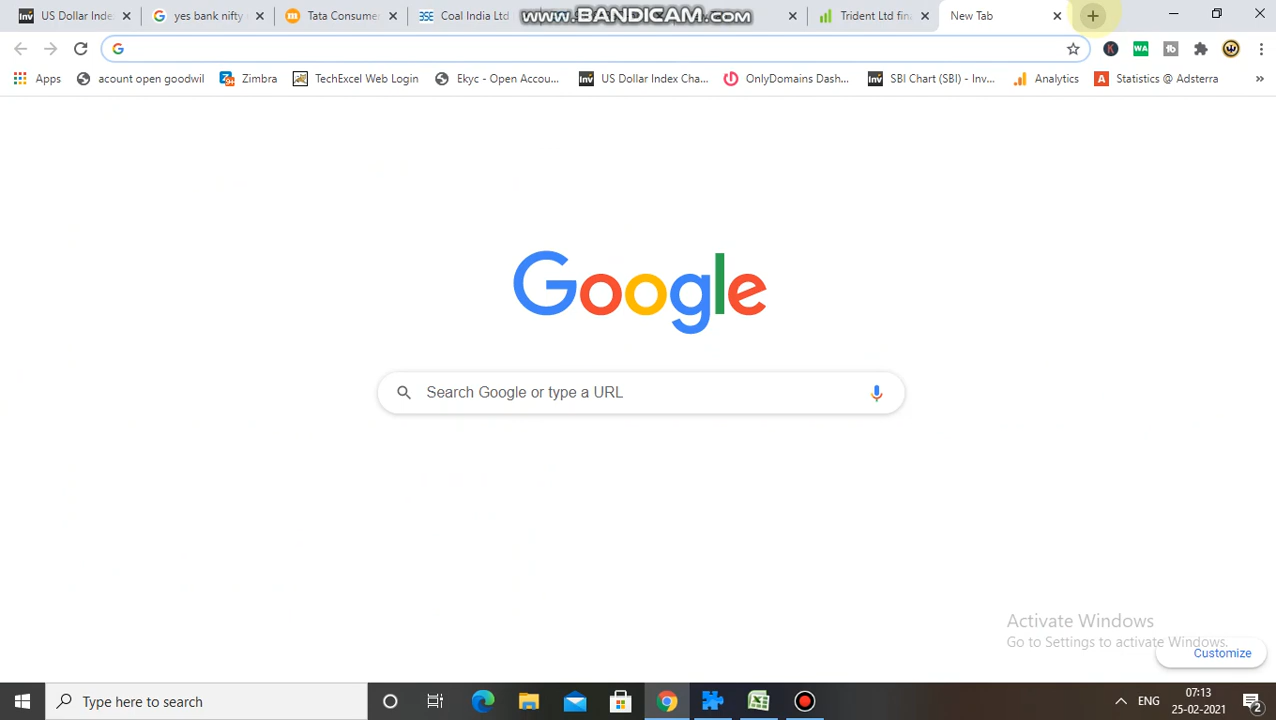 US Dollar Index
yes bank nifty
Tata Consumer
Coal India Ltd
www.BANDICAM.com
Trident Ltd fin
New Tab
Apps
acount open goodwil
Zimbra
TechExcel Web Login
Ekyc - Open Accou...
US Dollar Index Cha...
OnlyDomains Dash...
SBI Chart (SBI) - Inv...
Analytics
Statistics @ Adsterra
Google
Search Google or type a URL
Activate Windows
Go to Settings to activate Windows.
Customize
Type here to search
ENG
07:13
25-02-2021
2